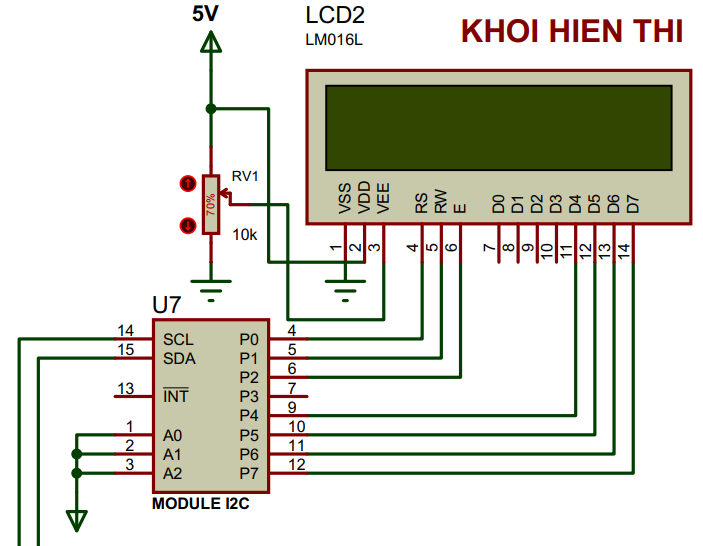 5V
LCD2
LM016L
KHOI HIEN THI
RV1
70%
10k
VSS VDD VEE RS RW E D0 D1 D2 D3 D4 D5 D6 D7
1 2 3 4 5 6 7 8 9 10 11 12 13 14
U7
14 SCL P0 4
15 SDA P1 5
P2 6
13 INT P3 7
P4 9
1 A0 P5 10
2 A1 P6 11
3 A2 P7 12
MODULE I2C